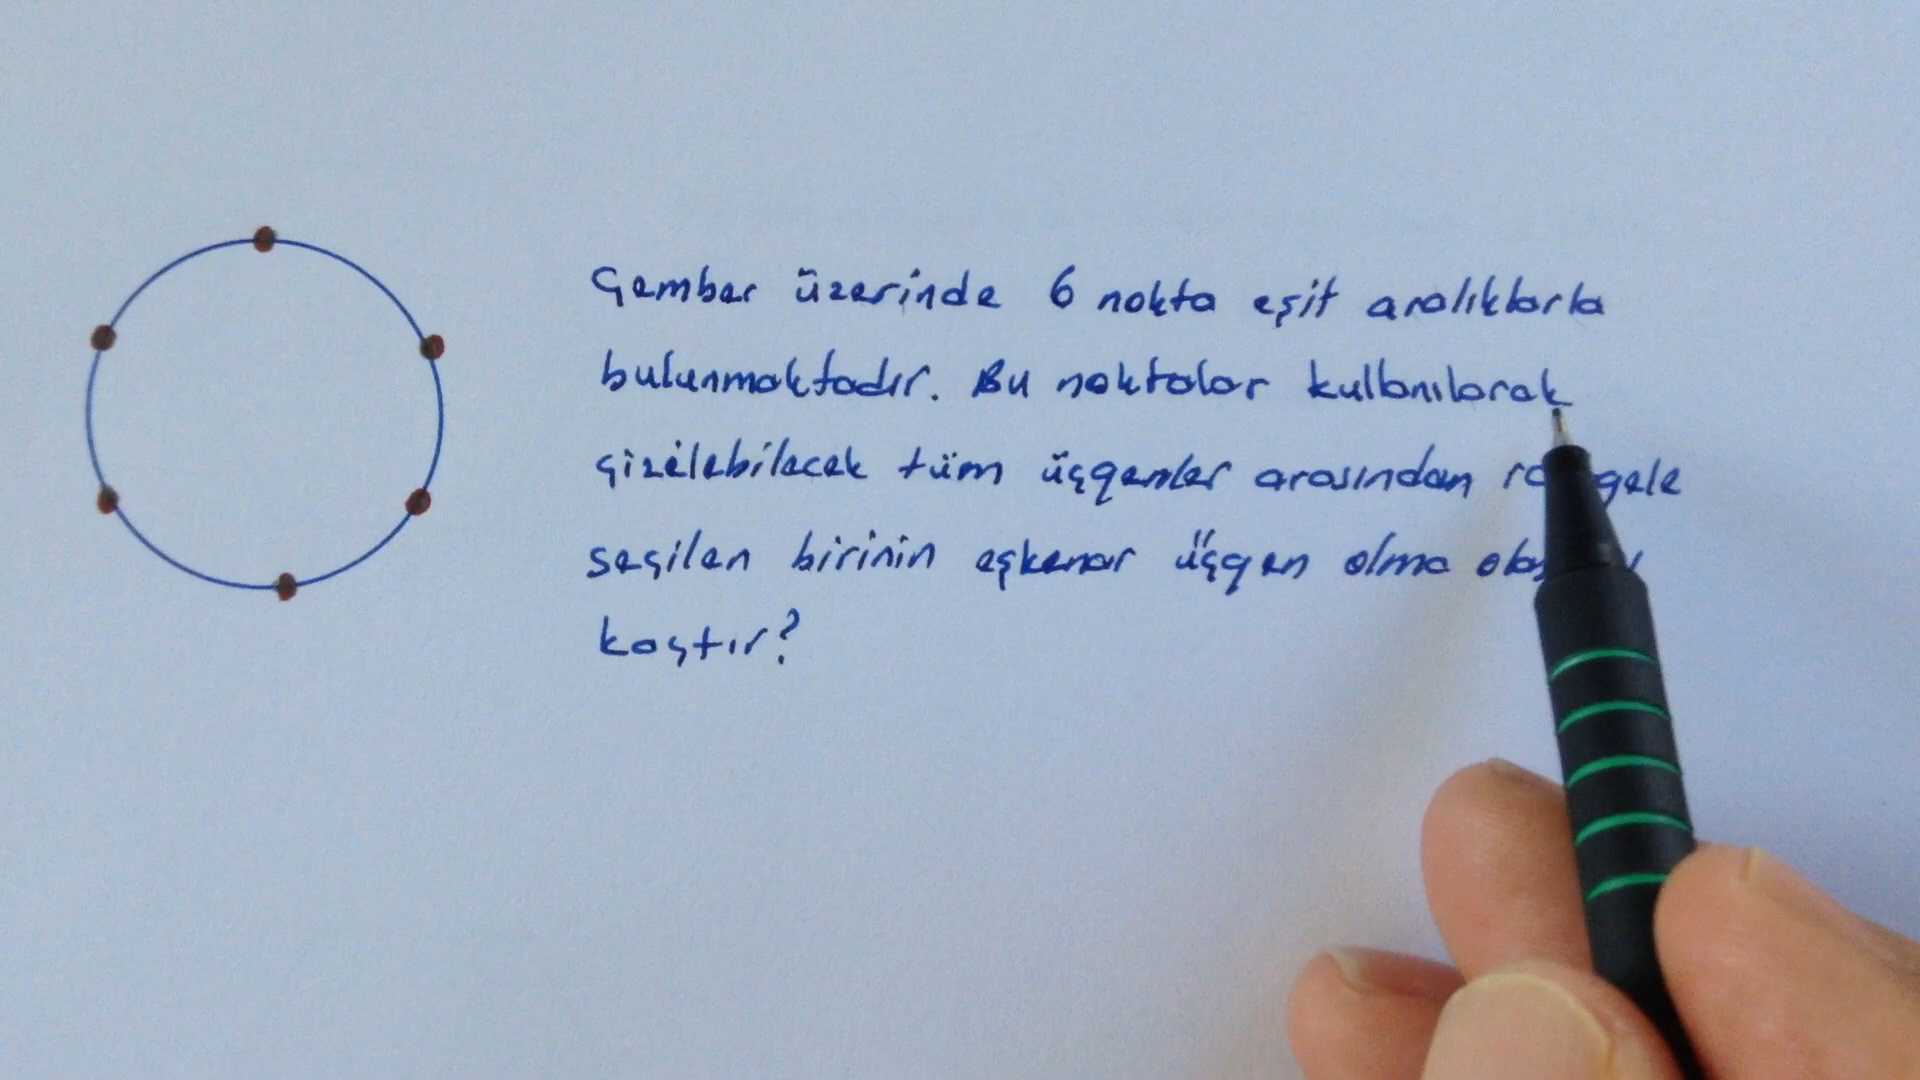 Çember üzerinde 6 nokta eşit aralıklarla
bulunmaktadır. Bu noktalar kullanılarak
çizilebilecek tüm üçgenler arasından
seçilen birinin eşkenar üçgen olma
kaçtır?